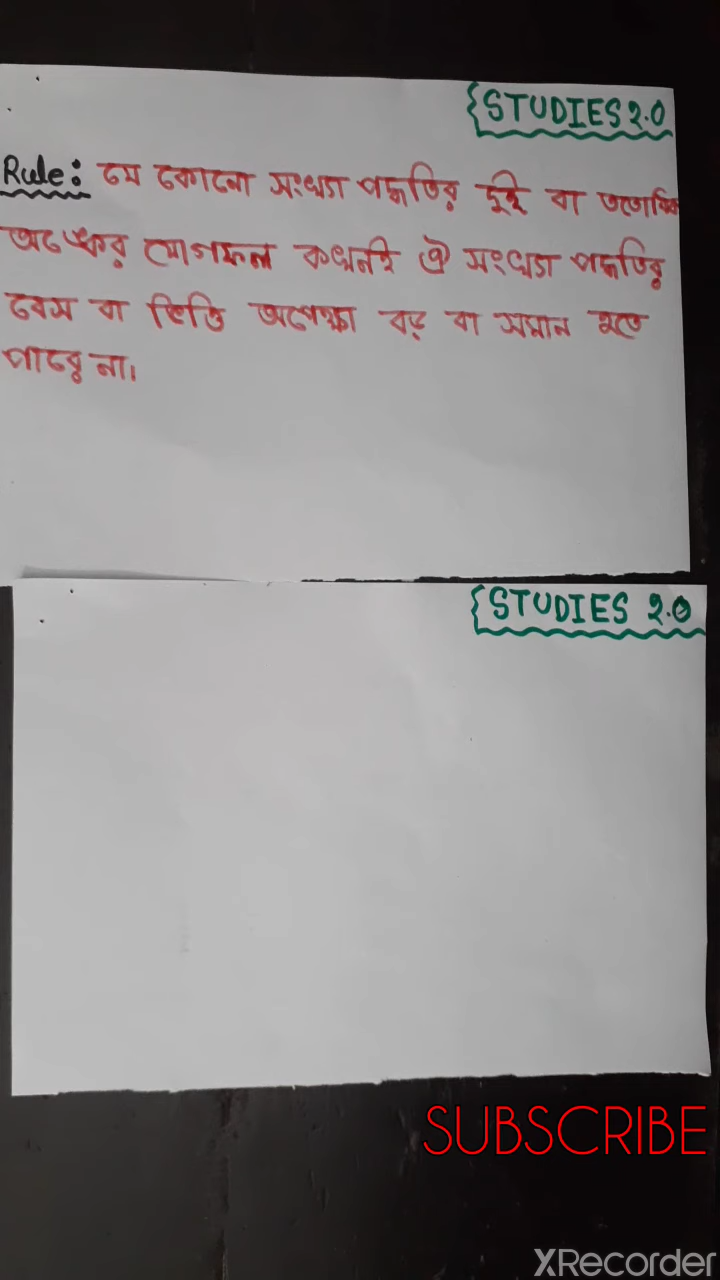 {STUDIES 2.0
Rule: যে কোনো সংখ্যা পদ্ধতির দুই বা ততোধিক
অঙ্কের যোগফল কখনই ঐ সংখ্যা পদ্ধতির
বেস বা ভিত্তি অপেক্ষা বড় বা সমান হতে
পারবে না।
{STUDIES 2.0
SUBSCRIBE
XRecorder